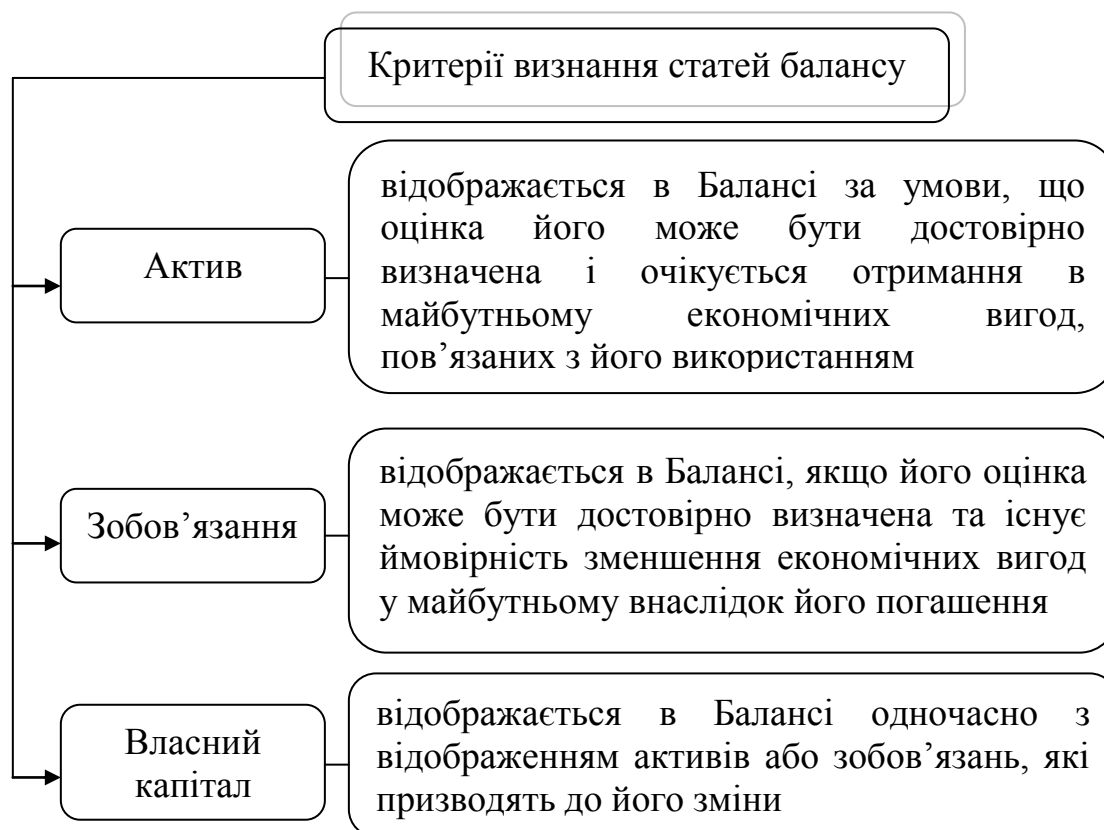 Критерії визнання статей балансу
Актив
відображається в Балансі за умови, що
оцінка його може бути достовірно
визначена і очікується отримання в
майбутньому економічних вигод,
пов’язаних з його використанням
Зобов’язання
відображається в Балансі, якщо його оцінка
може бути достовірно визначена та існує
ймовірність зменшення економічних вигод
у майбутньому внаслідок його погашення
Власний
капітал
відображається в Балансі одночасно з
відображенням активів або зобов’язань, які
призводять до його зміни